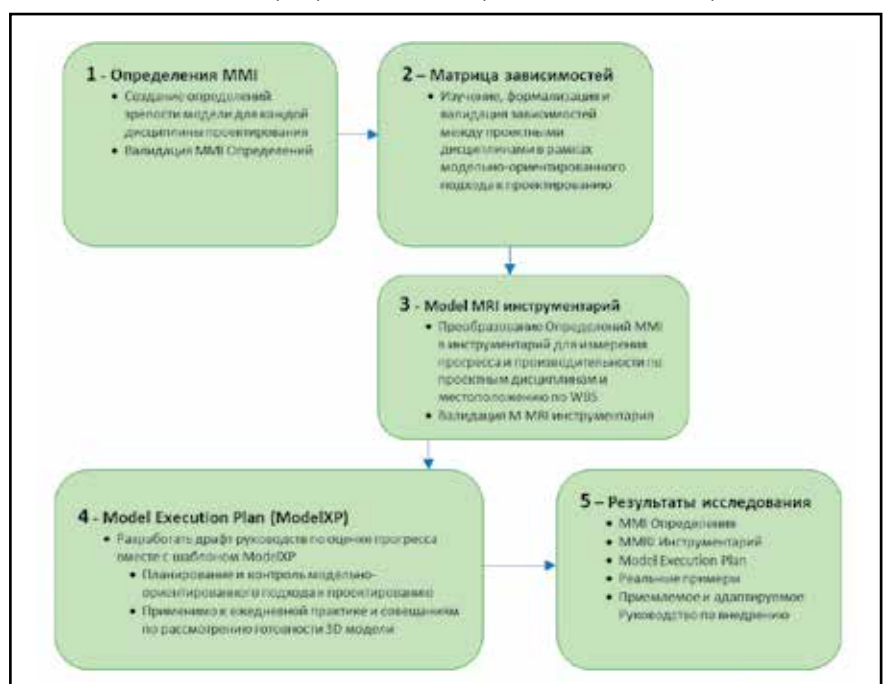 1 - Определения MMI
• Создание определений
зрелости модели для каждой
дисциплины проектирования
• Валидация MMI Определений
2 – Матрица зависимостей
• Изучение, формализация и
валидация зависимостей
между проектными
дисциплинами в рамках
модельно-ориентированного
подхода к проектированию
3 - Model MRI инструментарий
• Преобразование Определений MMI
в инструментарий для измерения
прогресса и производительности по
проектным дисциплинам и
местоположению по WBS
• Валидация M MRI инструментария
4 - Model Execution Plan (ModelXP)
• Разработать драфт руководств по оценки прогресса
вместе с шаблоном ModelXP
• Планирование и контроль модельно-
ориентированного подхода к проектированию
• Применимо к ежедневной практике и совещаниям
по рассмотрению готовности 3D модели
5 – Результаты исследования
• MMI Определения
• MMRI Инструментарий
• Model Execution Plan
• Реальные примеры
• Приемлемое и адаптируемое
Руководство по внедрению